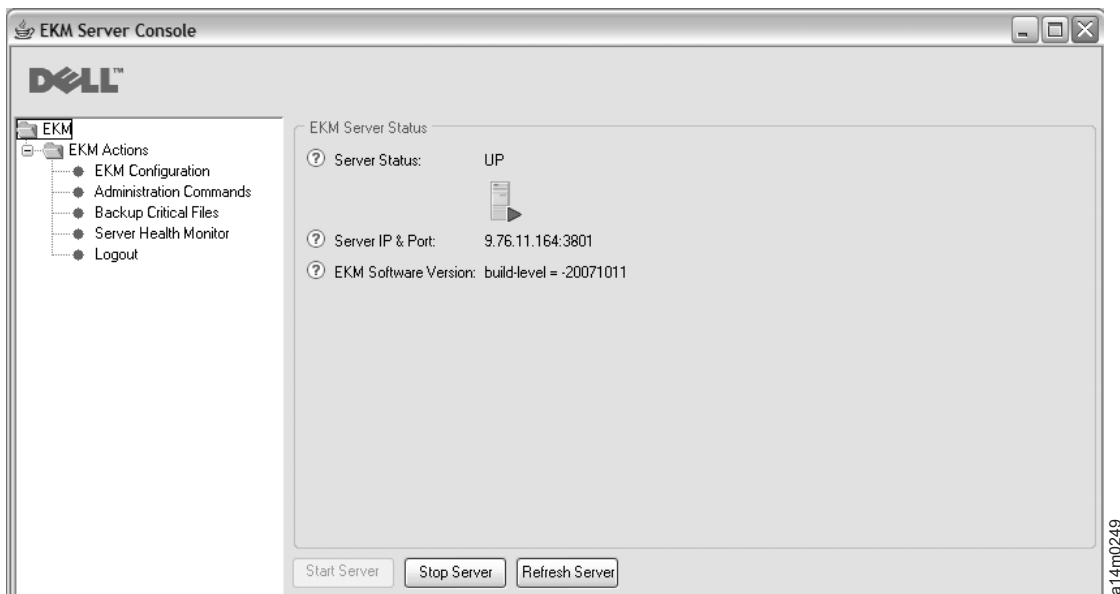 EKM Server Console
DELL™
EKM
EKM Actions
EKM Configuration
Administration Commands
Backup Critical Files
Server Health Monitor
Logout
EKM Server Status
? Server Status: UP
? Server IP & Port: 9.76.11.164:3801
? EKM Software Version: build-level = -20071011
Start Server Stop Server Refresh Server
a14m0249